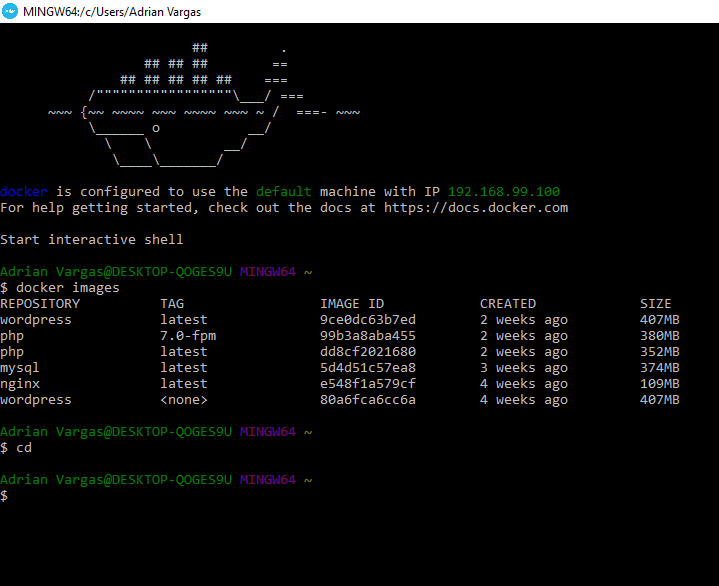 MINGW64:/c/Users/Adrian Vargas
                        ##         .
                  ## ## ##        ==
               ## ## ## ## ##    ===
           /"""""""""""""""""\___/ ===
      ~~~ {~~ ~~~~ ~~~ ~~~~ ~~~ ~ /  ===- ~~~
           \______ o           __/
             \    \         __/
              \____\_______/
docker is configured to use the default machine with IP 192.168.99.100
For help getting started, check out the docs at https://docs.docker.com
Start interactive shell
Adrian Vargas@DESKTOP-QOGES9U MINGW64 ~
$ docker images
REPOSITORY          TAG                 IMAGE ID            CREATED             SIZE
wordpress           latest              9ce0dc63b7ed        2 weeks ago         407MB
php                 7.0-fpm             99b3a8aba455        2 weeks ago         380MB
php                 latest              dd8cf2021680        2 weeks ago         352MB
mysql               latest              5d4d51c57ea8        3 weeks ago         374MB
nginx               latest              e548f1a579cf        4 weeks ago         109MB
wordpress           <none>              80a6fca6cc6a        4 weeks ago         407MB
Adrian Vargas@DESKTOP-QOGES9U MINGW64 ~
$ cd
Adrian Vargas@DESKTOP-QOGES9U MINGW64 ~
$